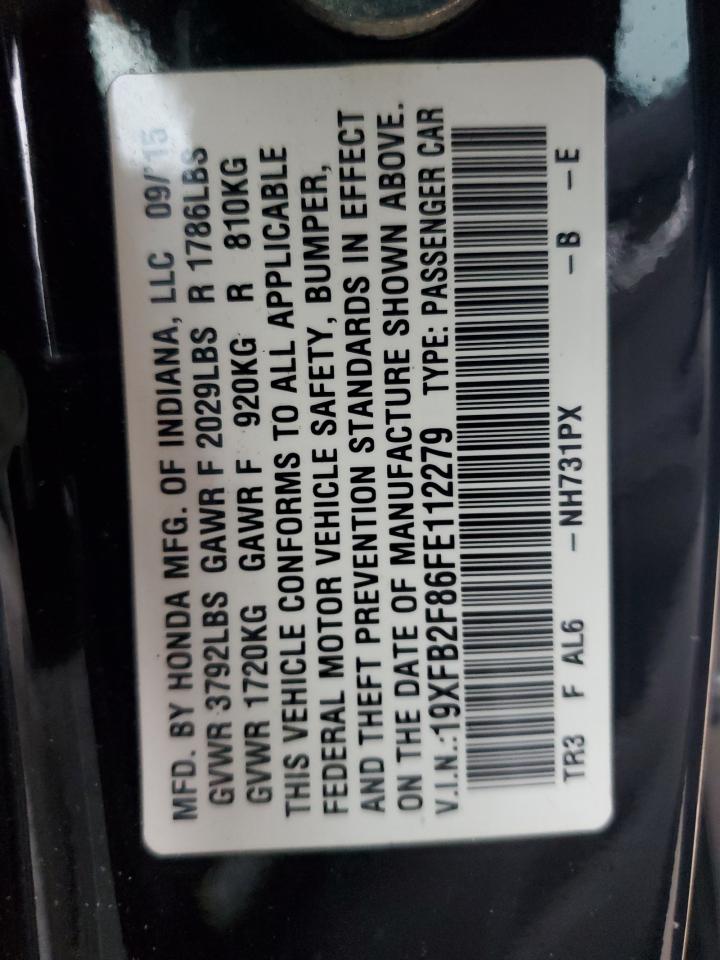 MFD. BY HONDA MFG. OF INDIANA, LLC 09/'15
GVWR 3792LBS GAWR F 2029LBS R 1786LBS
GVWR 1720KG GAWR F 920KG R 810KG
THIS VEHICLE CONFORMS TO ALL APPLICABLE
FEDERAL MOTOR VEHICLE SAFETY, BUMPER,
AND THEFT PREVENTION STANDARDS IN EFFECT
ON THE DATE OF MANUFACTURE SHOWN ABOVE.
V.I.N.:19XFB2F86FE112279 TYPE: PASSENGER CAR
TR3 F AL6 -NH731PX -B -E